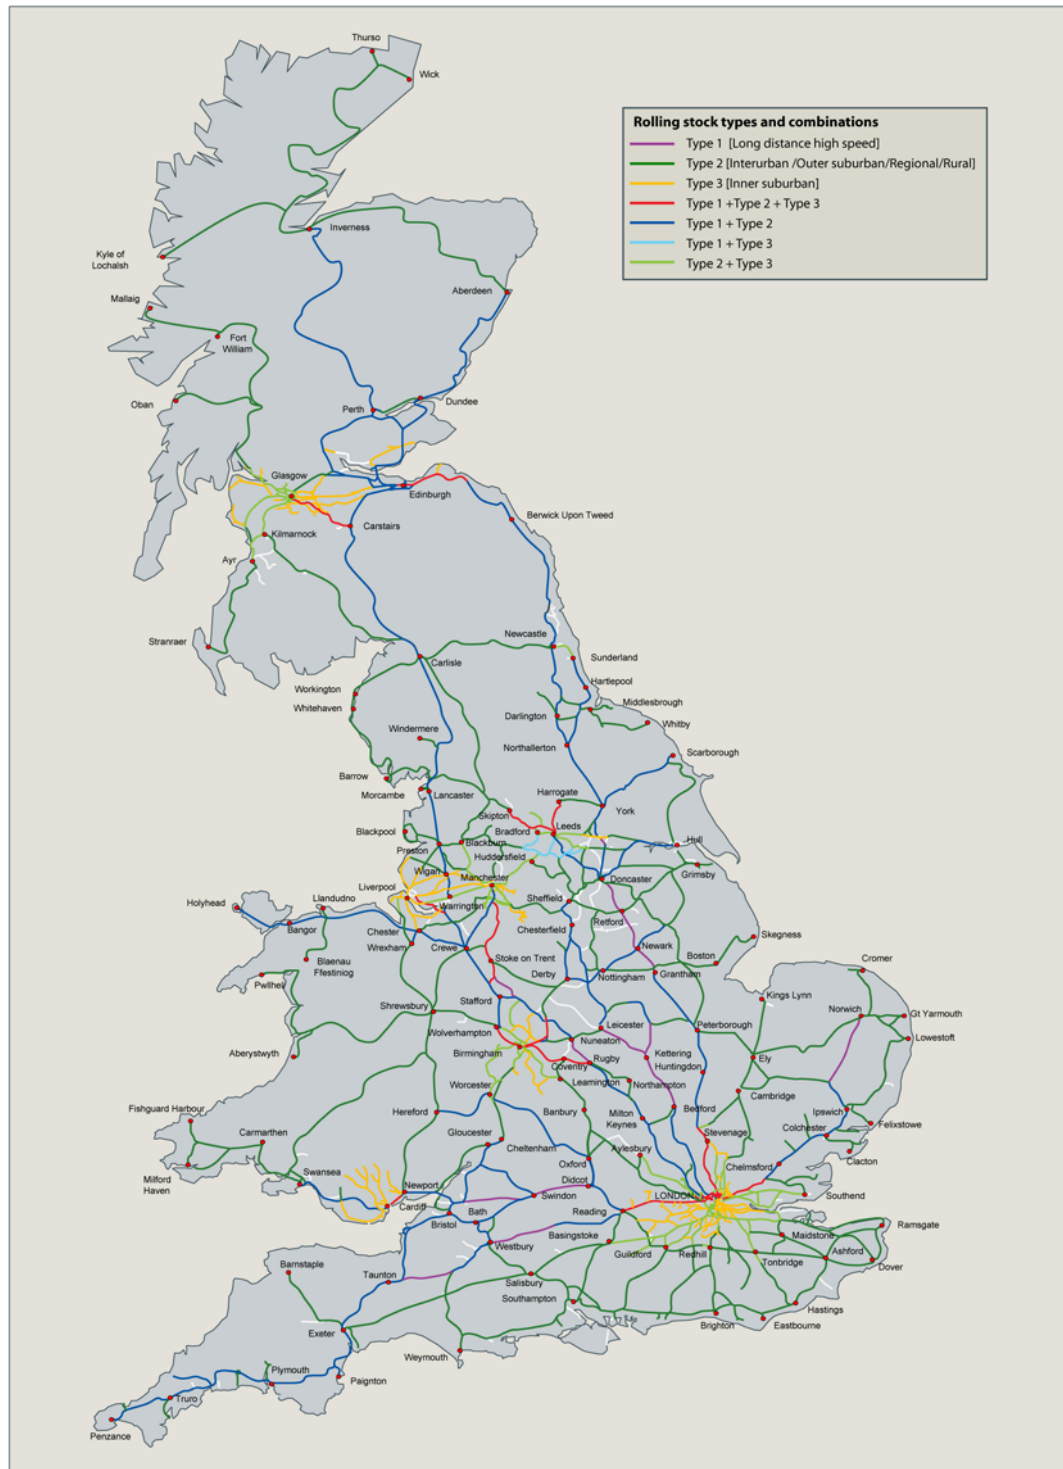 Thurso
Wick
Rolling stock types and combinations
Type 1 [Long distance high speed]
Type 2 [Interurban /Outer suburban/Regional/Rural]
Type 3 [Inner suburban]
Type 1 +Type 2 + Type 3
Type 1 + Type 2
Type 1 + Type 3
Type 2 + Type 3
Inverness
Kyle of
Lochalsh
Aberdeen
Mallaig
Fort
William
Oban
Perth
Dundee
Glasgow
Edinburgh
Berwick Upon Tweed
Carstairs
Kilmarnock
Ayr
Stranraer
Newcastle
Sunderland
Carlisle
Hartlepool
Workington
Whitehaven
Middlesbrough
Darlington
Whitby
Windermere
Northallerton
Scarborough
Barrow
Morcambe
Lancaster
Harrogate
York
Skipton
Leeds
Bradford
Blackpool
Blackburn
Hull
Preston
Huddersfield
Wigan
Manchester
Grimsby
Doncaster
Liverpool
Warrington
Sheffield
Holyhead
Llandudno
Retford
Bangor
Chester
Chesterfield
Skegness
Wrexham
Crewe
Newark
Blaenau
Ffestiniog
Stoke on Trent
Boston
Cromer
Pwllheli
Derby
Nottingham
Grantham
Kings Lynn
Stafford
Norwich
Shrewsbury
Gt Yarmouth
Wolverhampton
Leicester
Peterborough
Lowestoft
Aberystwyth
Birmingham
Nuneaton
Ely
Coventry
Rugby
Kettering
Huntingdon
Worcester
Leamington
Northampton
Cambridge
Fishguard Harbour
Hereford
Banbury
Milton
Keynes
Bedford
Ipswich
Carmarthen
Gloucester
Stevenage
Colchester
Felixstowe
Cheltenham
Aylesbury
Clacton
Milford
Haven
Swansea
Oxford
Chelmsford
Newport
Didcot
Swindon
LONDON
Southend
Cardiff
Bath
Reading
Bristol
Basingstoke
Ramsgate
Maidstone
Westbury
Guildford
Redhill
Ashford
Tonbridge
Dover
Barnstaple
Taunton
Salisbury
Southampton
Hastings
Brighton
Eastbourne
Exeter
Weymouth
Plymouth
Paignton
Truro
Penzance